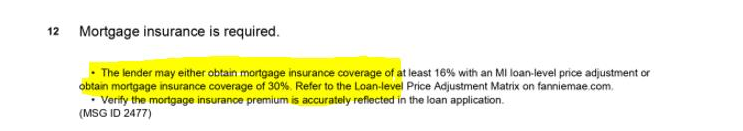 12 Mortgage insurance is required.
• The lender may either obtain mortgage insurance coverage of at least 16% with an MI loan-level price adjustment or
obtain mortgage insurance coverage of 30%. Refer to the Loan-level Price Adjustment Matrix on fanniemae.com.
• Verify the mortgage insurance premium is accurately reflected in the loan application.
(MSG ID 2477)